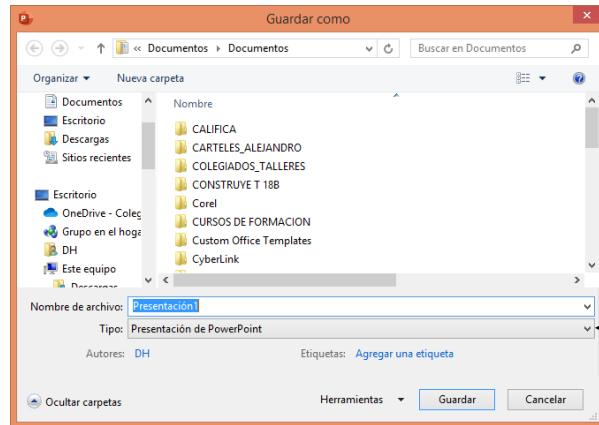 Guardar como
« Documentos ▸ Documentos
Buscar en Documentos
Organizar
Nueva carpeta
Documentos
Escritorio
Descargas
Sitios recientes
Escritorio
OneDrive - Coleg
Grupo en el hoga
DH
Este equipo
Descargas
Nombre
CALIFICA
CARTELES_ALEJANDRO
COLEGIADOS_TALLERES
CONSTRUYE T 18B
Corel
CURSOS DE FORMACION
Custom Office Templates
CyberLink
Nombre de archivo: Presentación1
Tipo: Presentación de PowerPoint
Autores: DH
Etiquetas: Agregar una etiqueta
Ocultar carpetas
Herramientas
Guardar
Cancelar